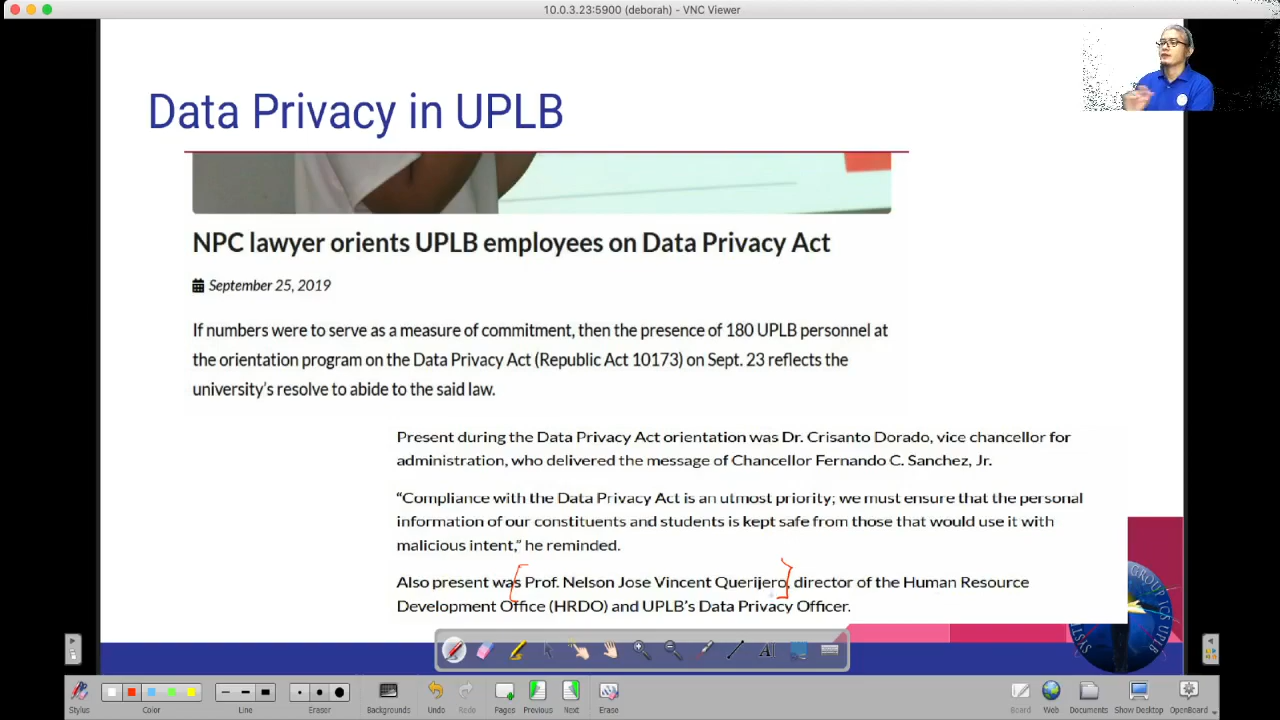 10.0.3.23:5900 (deborah) - VNC Viewer
Data Privacy in UPLB
NPC lawyer orients UPLB employees on Data Privacy Act
September 25, 2019
If numbers were to serve as a measure of commitment, then the presence of 180 UPLB personnel at
the orientation program on the Data Privacy Act (Republic Act 10173) on Sept. 23 reflects the
university's resolve to abide to the said law.
Present during the Data Privacy Act orientation was Dr. Crisanto Dorado, vice chancellor for
administration, who delivered the message of Chancellor Fernando C. Sanchez, Jr.
“Compliance with the Data Privacy Act is an utmost priority; we must ensure that the personal
information of our constituents and students is kept safe from those that would use it with
malicious intent,” he reminded.
Also present was Prof. Nelson Jose Vincent Querijero, director of the Human Resource
Development Office (HRDO) and UPLB's Data Privacy Officer.
GROUP ICS UPLB
SYST
A
Stylus Color Line Eraser Backgrounds Undo Redo Pages Previous Next Erase Board Web Documents Show Desktop OpenBoard